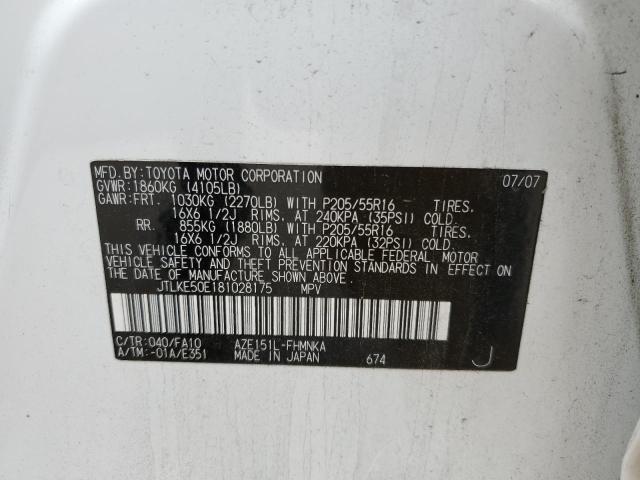 MFD. BY: TOYOTA MOTOR CORPORATION 07/07
GVWR: 1860KG (4105LB)
GAWR: FRT. 1030KG (2270LB) WITH P205/55R16 TIRES.
16X6 1/2J RIMS. AT 240KPA (35PSI) COLD.
RR. 855KG (1880LB) WITH P205/55R16 TIRES.
16X6 1/2J RIMS. AT 220KPA (32PSI) COLD.
THIS VEHICLE CONFORMS TO ALL APPLICABLE FEDERAL MOTOR
VEHICLE SAFETY AND THEFT PREVENTION STANDARDS IN EFFECT ON
THE DATE OF MANUFACTURE SHOWN ABOVE.
JTLKE50E181028175 MPV
C/TR: 040/FA10 AZE151L-FHMNKA
A/TM: -01A/E351 MADE IN JAPAN 674 J